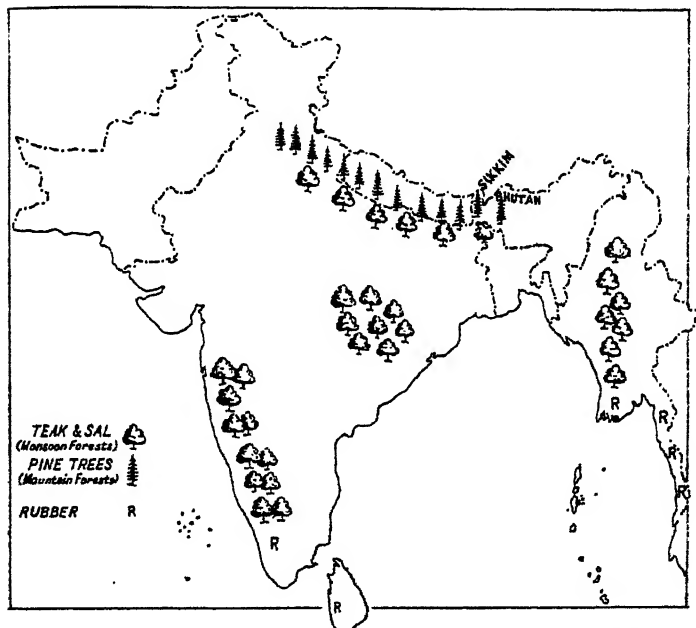 SIKKIM
BHUTAN
TEAK & SAL
(Monsoon Forests)
PINE TREES
(Mountain Forests)
RUBBER R
R
R
R
R
R
R